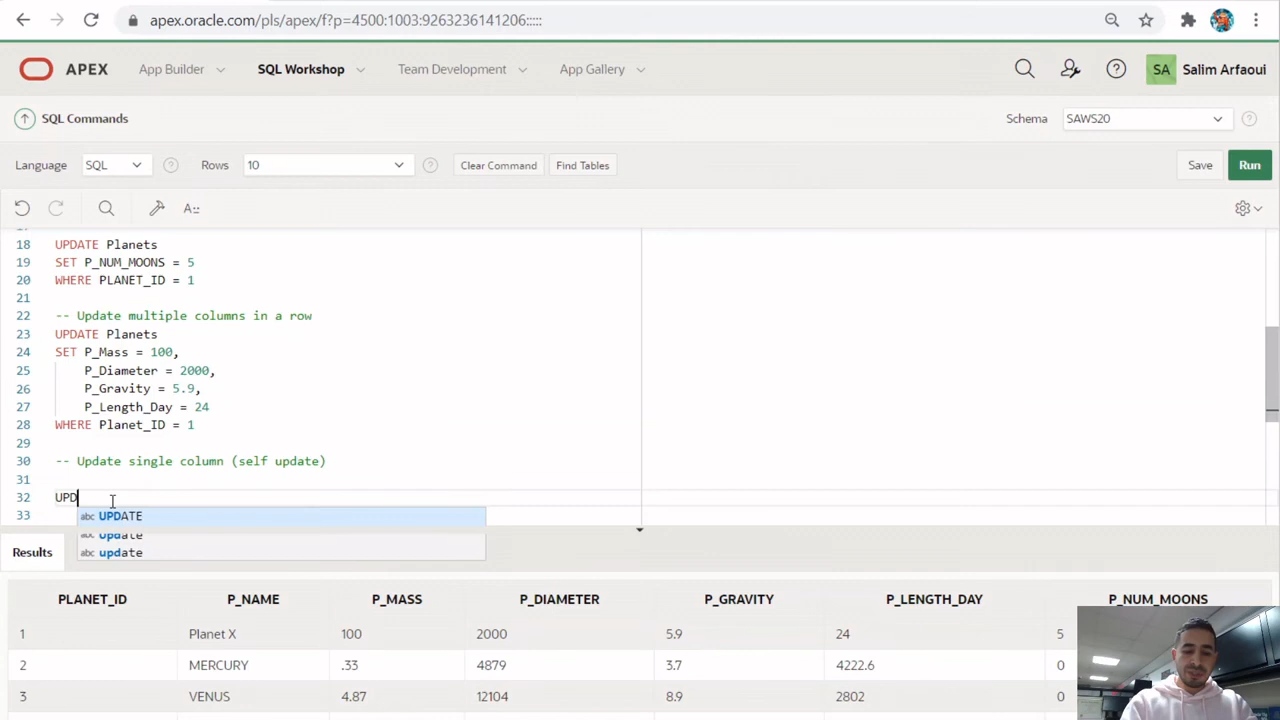 apex.oracle.com/pls/apex/f?p=4500:1003:9263236141206:::::
APEX App Builder SQL Workshop Team Development App Gallery SA Salim Arfaoui
SQL Commands Schema SAWS20
Language SQL Rows 10 Clear Command Find Tables Save Run
18 UPDATE Planets
19 SET P_NUM_MOONS = 5
20 WHERE PLANET_ID = 1
21
22 -- Update multiple columns in a row
23 UPDATE Planets
24 SET P_Mass = 100,
25 P_Diameter = 2000,
26 P_Gravity = 5.9,
27 P_Length_Day = 24
28 WHERE Planet_ID = 1
29
30 -- Update single column (self update)
31
32 UPD
33 abc UPDATE
abc Update
abc update
Results
PLANET_ID P_NAME P_MASS P_DIAMETER P_GRAVITY P_LENGTH_DAY P_NUM_MOONS
1 Planet X 100 2000 5.9 24 5
2 MERCURY .33 4879 3.7 4222.6 0
3 VENUS 4.87 12104 8.9 2802 0